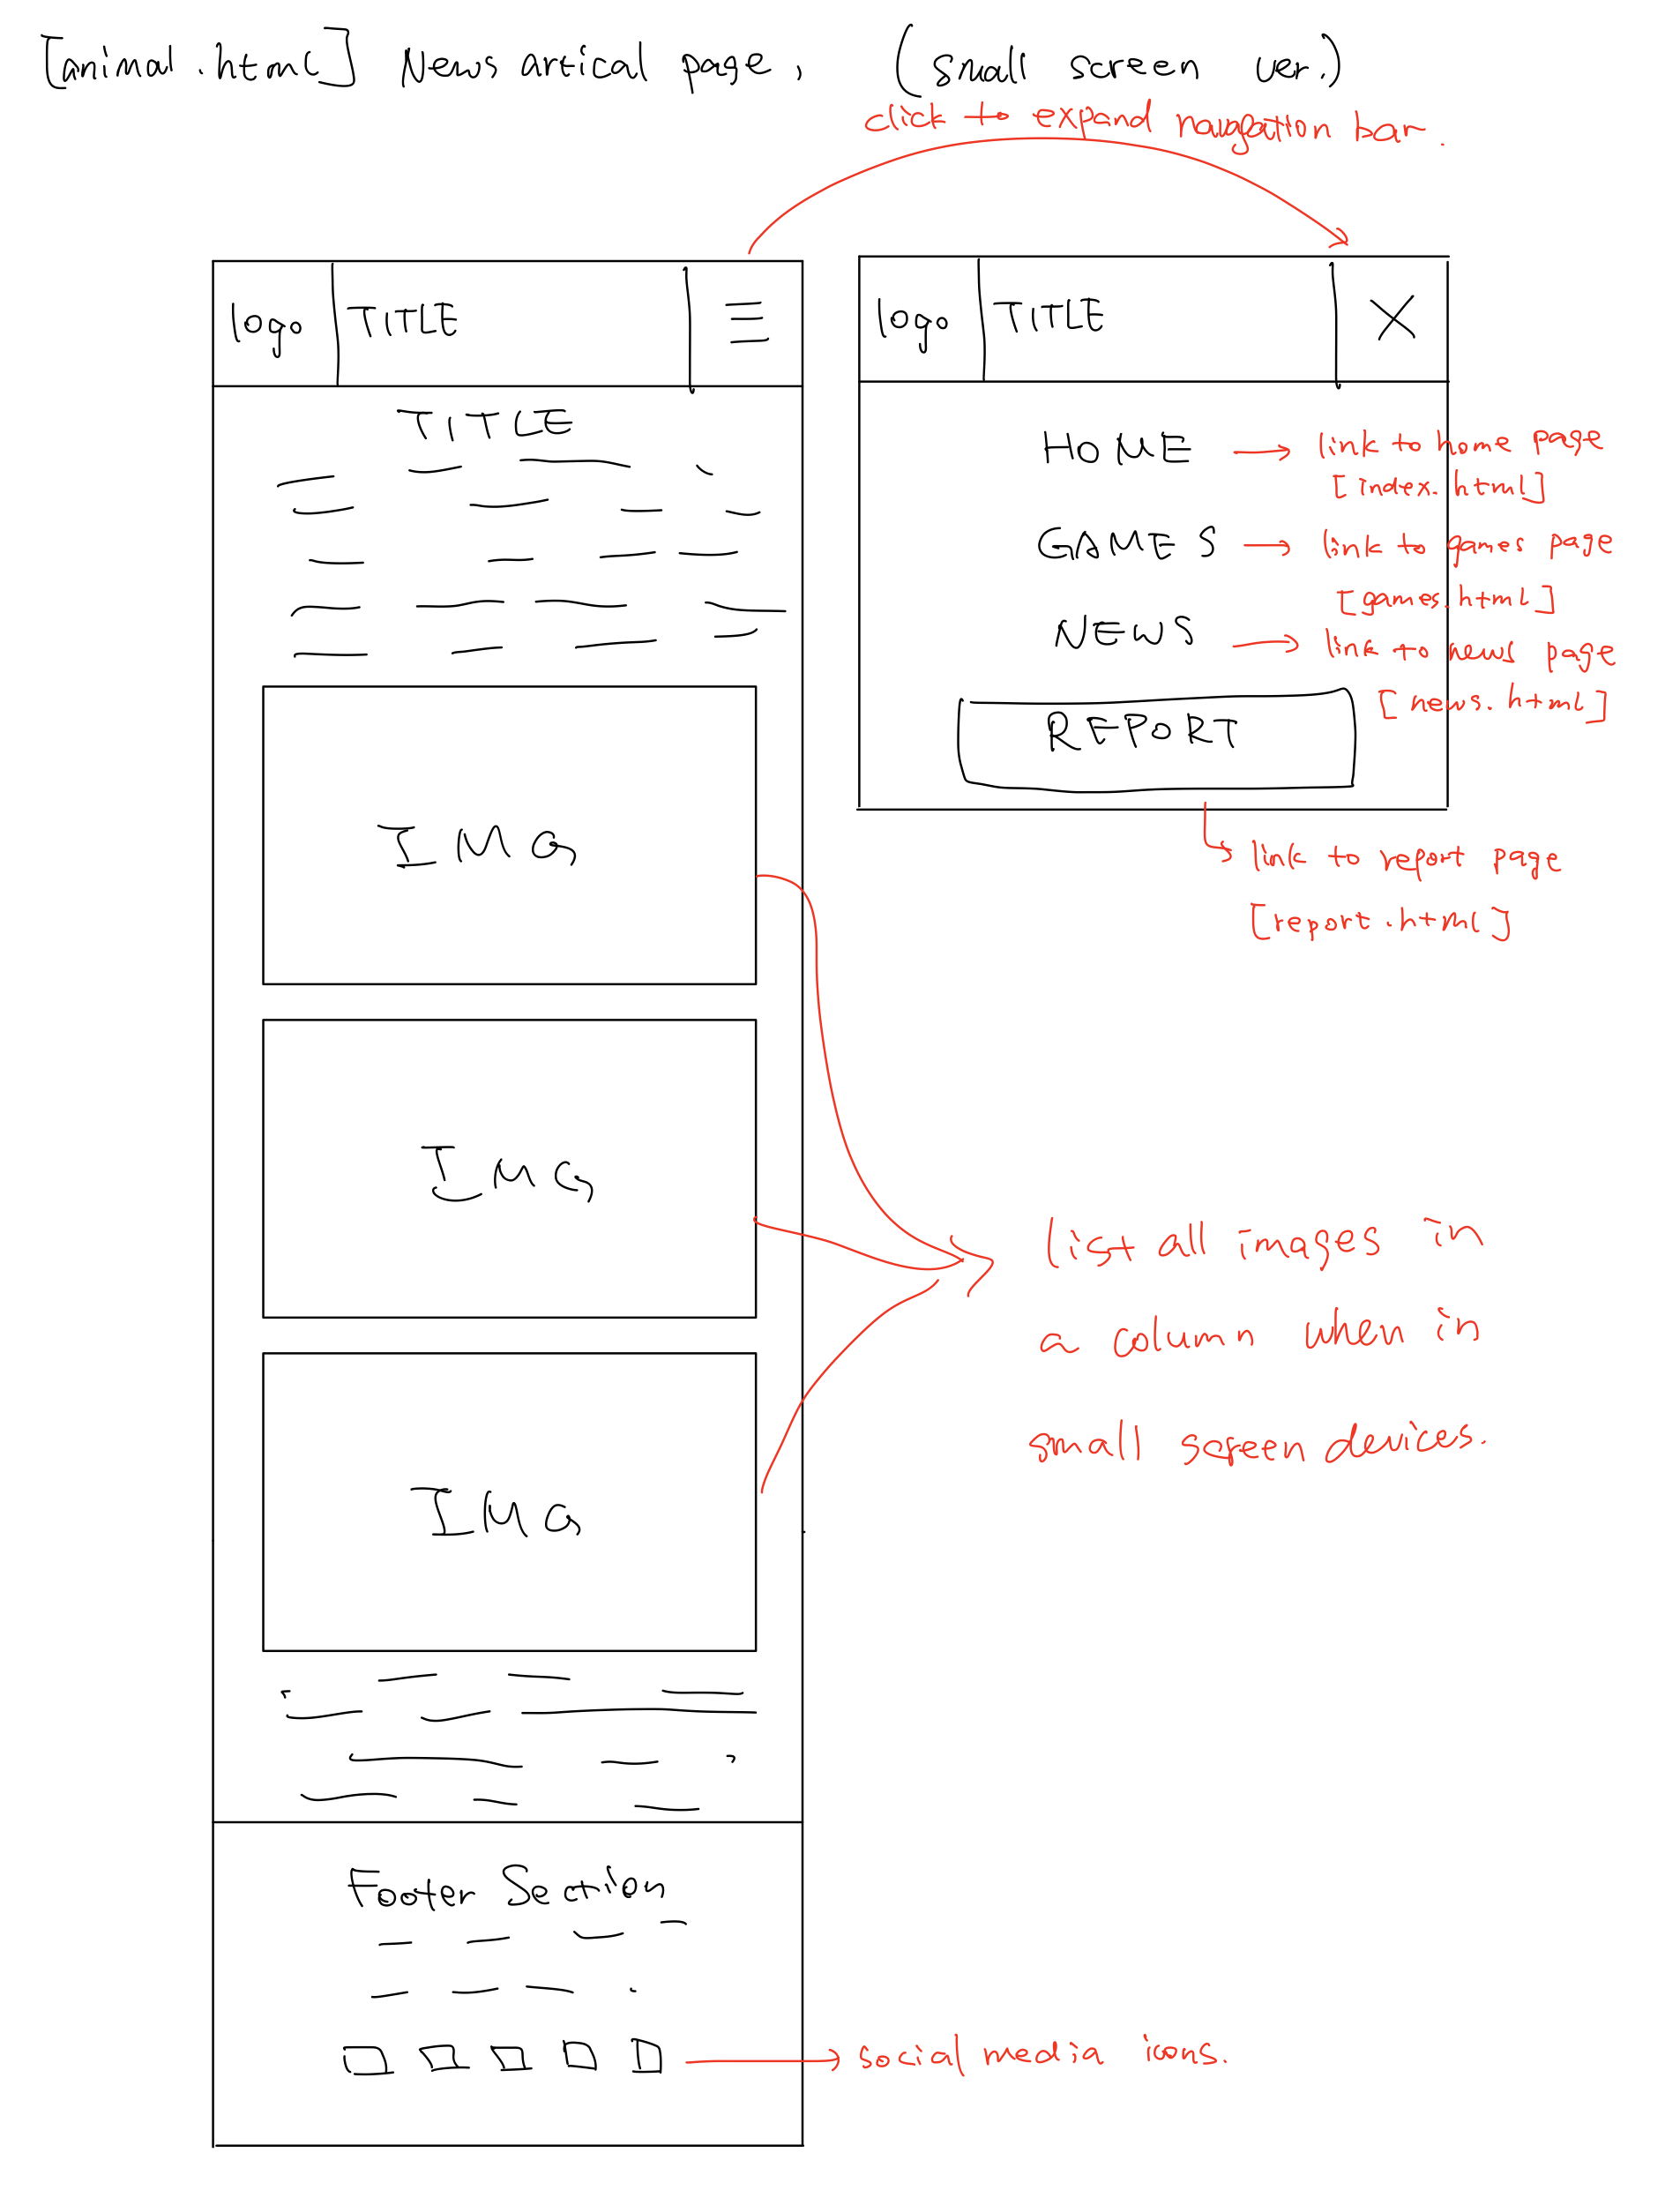 [animal.html] News artical page, (small screen ver.)
click to expand navagation bar.
logo TITLE
TITLE
IMG
IMG
IMG
Footer Section
logo TITLE X
HOME → link to home page
[index.html]
GAMES → link to games page
[games.html]
NEWS → link to news page
[news.html]
REPORT
link to report page
[report.html]
list all images in
a column when in
small screen devices.
social media icons.